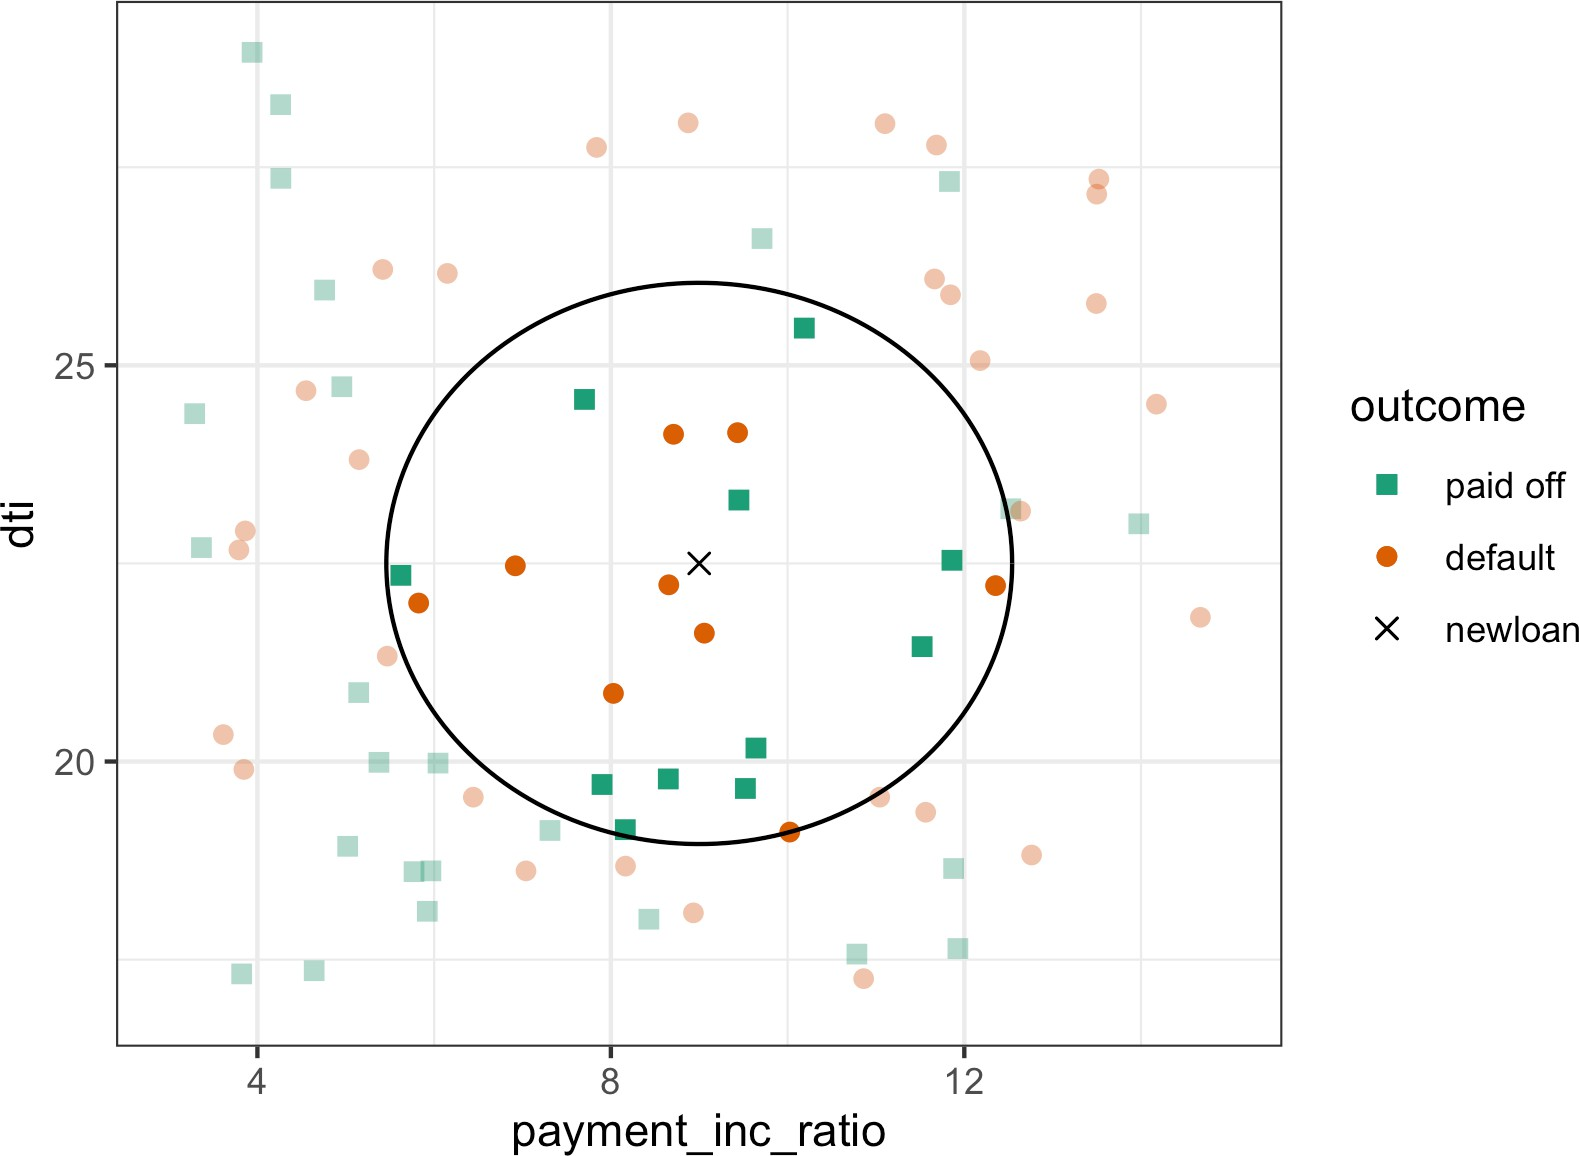 25
20
dti
4 8 12
payment_inc_ratio
outcome
paid off
default
newloan